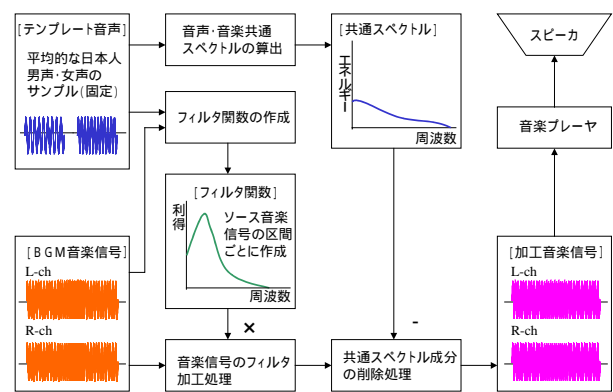 [テンプレート音声]
平均的な日本人
男声・女声の
サンプル(固定)
音声・音楽共通
スペクトルの算出
[共通スペクトル]
エネルギー
周波数
スピーカ
フィルタ関数の作成
音楽プレーヤ
[フィルタ関数]
利得
ソース音楽
信号の区間
ごとに作成
周波数
[BGM音楽信号]
L-ch
R-ch
[加工音楽信号]
L-ch
R-ch
×
-
音楽信号のフィルタ
加工処理
共通スペクトル成分
の削除処理